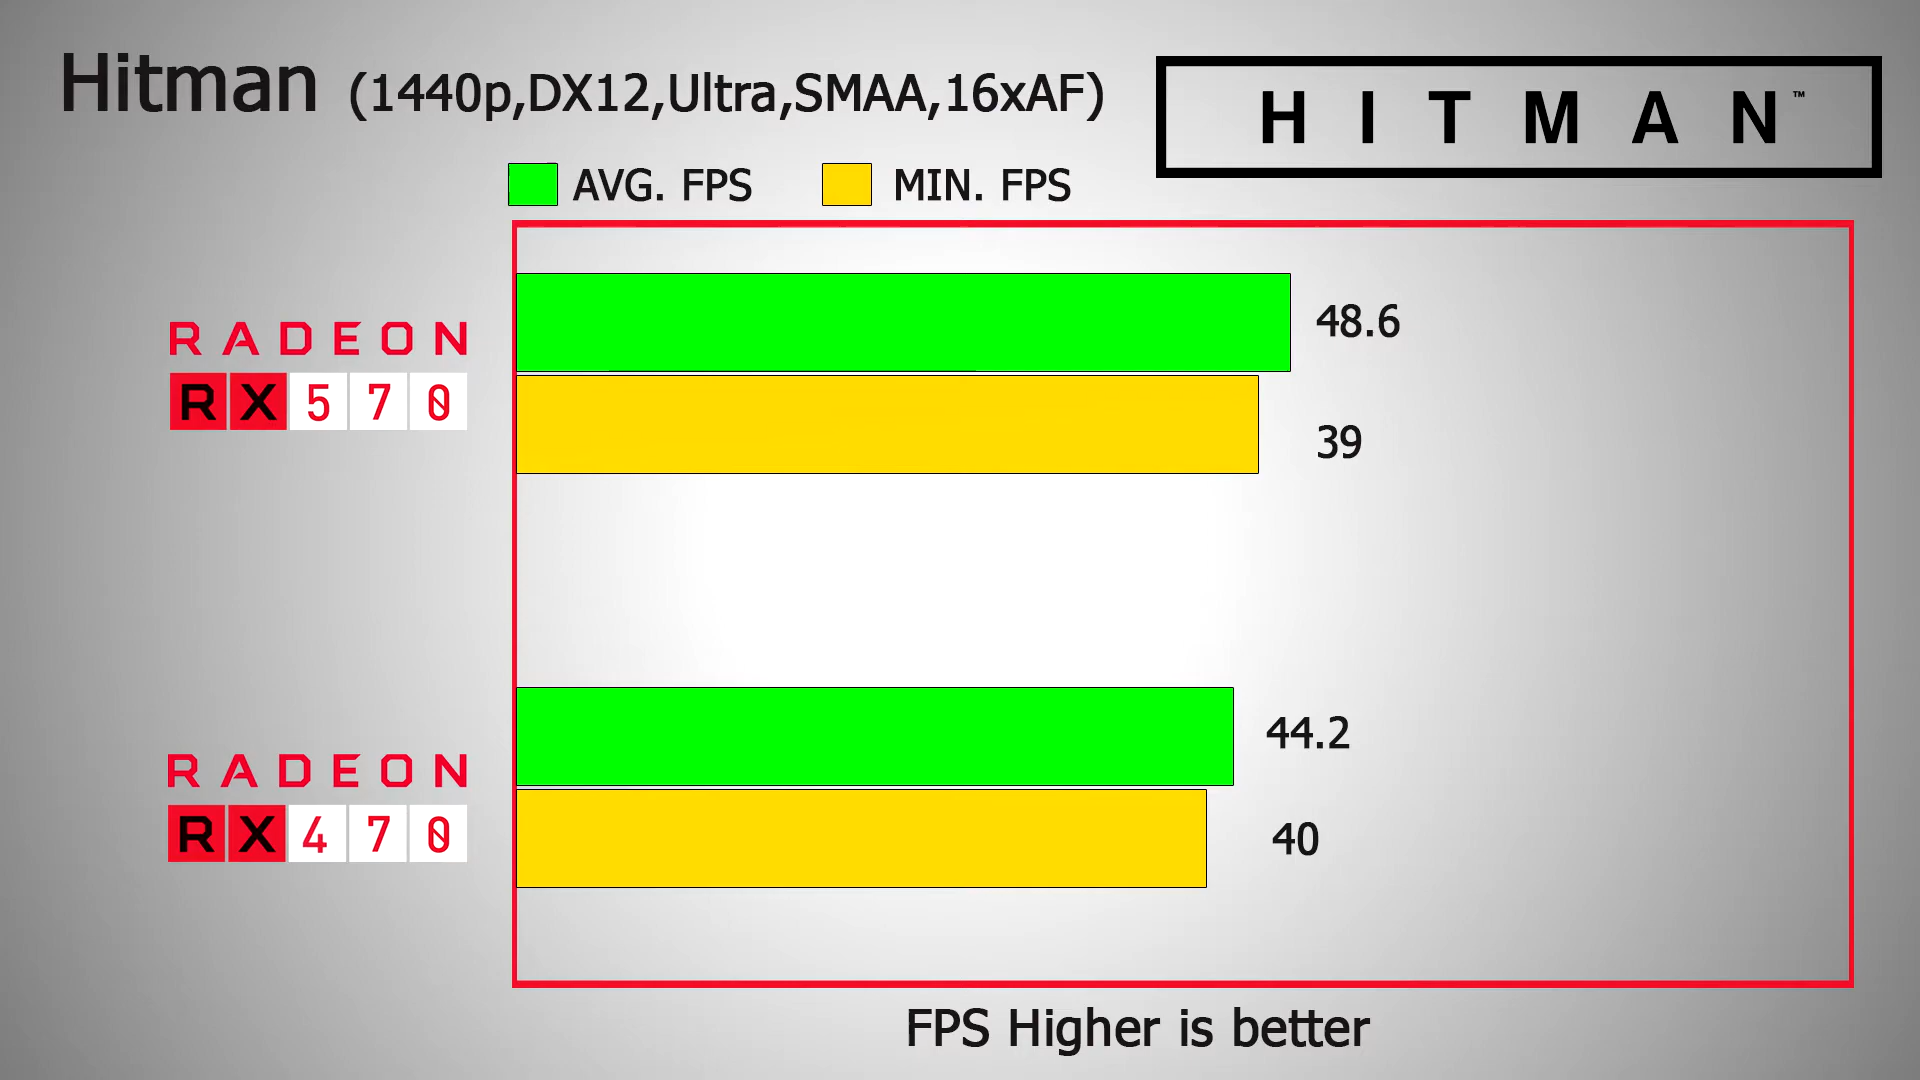 Hitman (1440p,DX12,Ultra,SMAA,16xAF)
HITMAN™
AVG. FPS MIN. FPS
48.6
RADEON
RX570
39
44.2
RADEON
RX470
40
FPS Higher is better